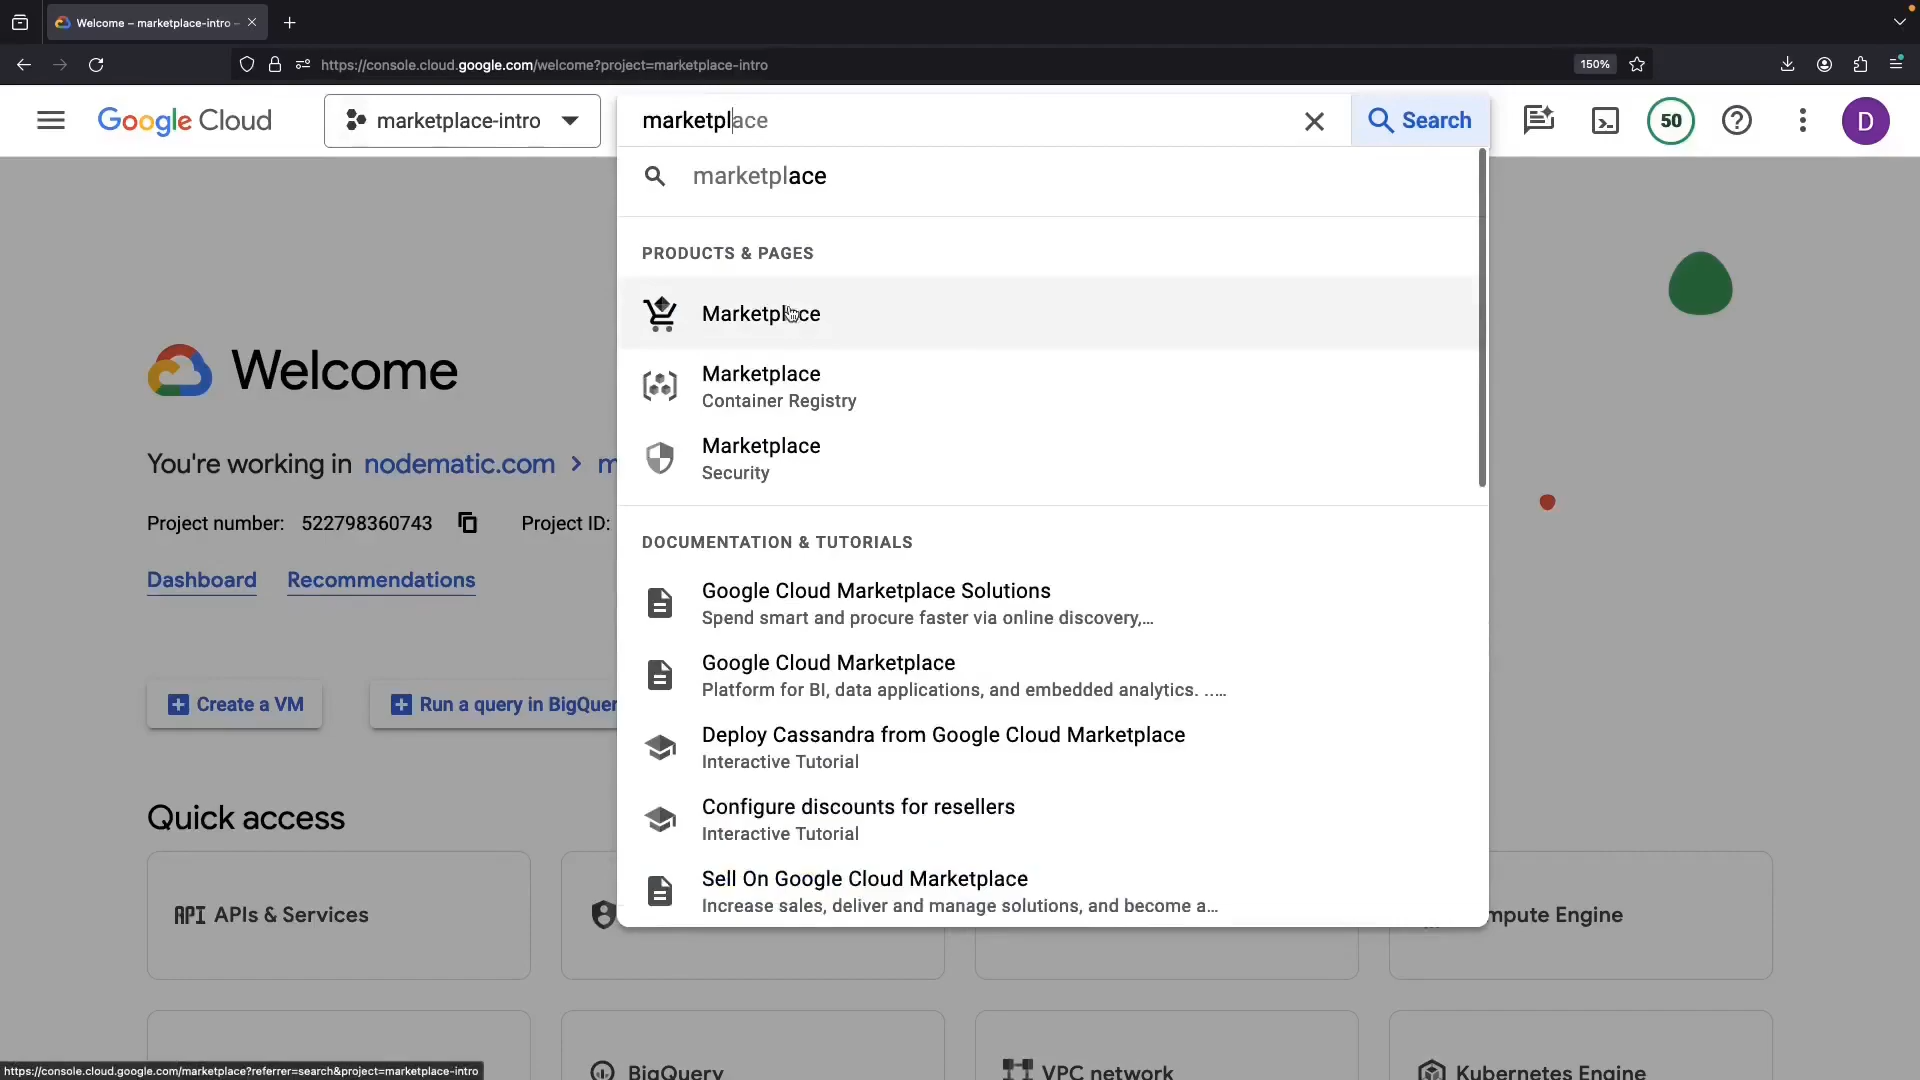 Welcome – marketplace-intro –
https://console.cloud.google.com/welcome?project=marketplace-intro
150%
Google Cloud
marketplace-intro
marketplace
Search
50
D
marketplace
PRODUCTS & PAGES
Marketplace
Marketplace
Container Registry
Marketplace
Security
DOCUMENTATION & TUTORIALS
Google Cloud Marketplace Solutions
Spend smart and procure faster via online discovery,...
Google Cloud Marketplace
Platform for BI, data applications, and embedded analytics. .....
Deploy Cassandra from Google Cloud Marketplace
Interactive Tutorial
Configure discounts for resellers
Interactive Tutorial
Sell On Google Cloud Marketplace
Increase sales, deliver and manage solutions, and become a...
Welcome
You're working in nodematic.com > m
Project number: 522798360743 Project ID:
Dashboard Recommendations
Create a VM
Run a query in BigQuer
Quick access
API APIs & Services
mpute Engine
BigQuery
VPC network
Kubernetes Engine
https://console.cloud.google.com/marketplace?referrer=search&project=marketplace-intro